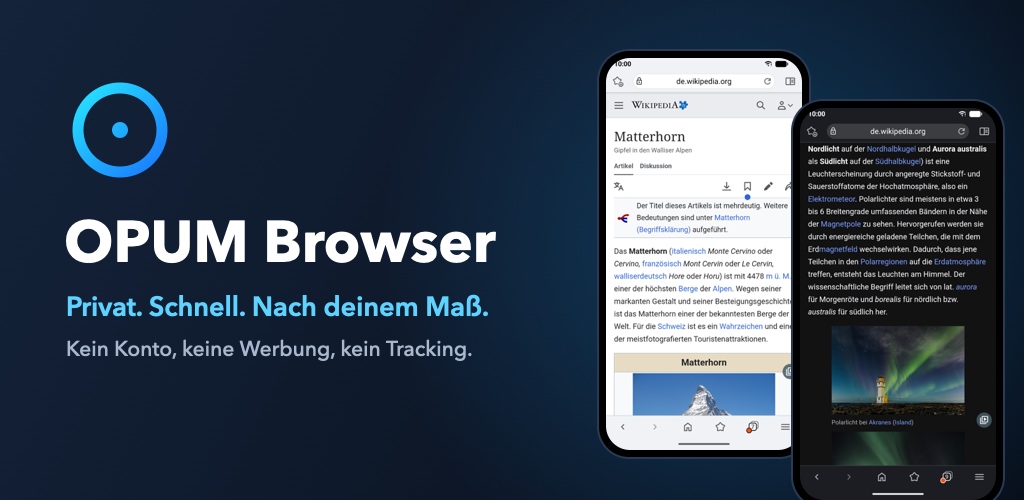 OPUM Browser
Privat. Schnell. Nach deinem Maß.
Kein Konto, keine Werbung, kein Tracking.
10:00
de.wikipedia.org
WIKIPEDIA
Matterhorn
Gipfel in den Walliser Alpen
Artikel Diskussion
Der Titel dieses Artikels ist mehrdeutig. Weitere
Bedeutungen sind unter Matterhorn
(Begriffsklärung) aufgeführt.
Das Matterhorn (italienisch Monte Cervino oder
Cervino, französisch Mont Cervin oder Le Cervin,
walliserdeutsch Hore oder Horu) ist mit 4478 m ü. M.
einer der höchsten Berge der Alpen. Wegen seiner
markanten Gestalt und seiner Besteigungsgeschichte
ist das Matterhorn einer der bekanntesten Berge der
Welt. Für die Schweiz ist es ein Wahrzeichen und eine
der meistfotografierten Touristenattraktionen.
Matterhorn
10:00
de.wikipedia.org
Nordlicht auf der Nordhalbkugel und Aurora australis
als Südlicht auf der Südhalbkugel) ist eine
Leuchterscheinung durch angeregte Stickstoff- und
Sauerstoffatome der Hochatmosphäre, also ein
Elektrometeor. Polarlichter sind meistens in etwa 3
bis 6 Breitengrade umfassenden Bändern in der Nähe
der Magnetpole zu sehen. Hervorgerufen werden sie
durch energiereiche geladene Teilchen, die mit dem
Erdmagnetfeld wechselwirken. Dadurch, dass jene
Teilchen in den Polarregionen auf die Erdatmosphäre
treffen, entsteht das Leuchten am Himmel. Der
wissenschaftliche Begriff leitet sich von lat. aurora
für Morgenröte und borealis für nördlich bzw.
australis für südlich her.
Polarlicht bei Akranes (Island)